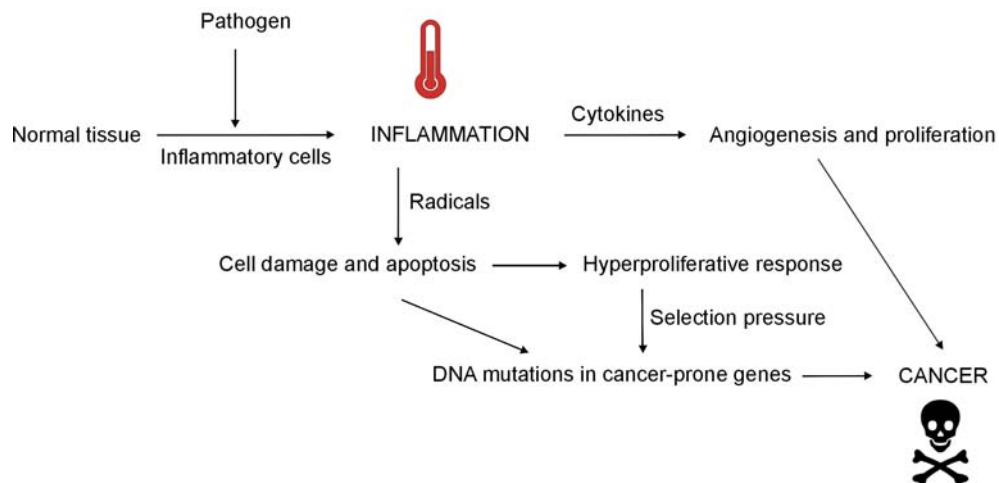 Pathogen
Normal tissue
Inflammatory cells
INFLAMMATION
Cytokines
Angiogenesis and proliferation
Radicals
Cell damage and apoptosis
Hyperproliferative response
Selection pressure
DNA mutations in cancer-prone genes
CANCER